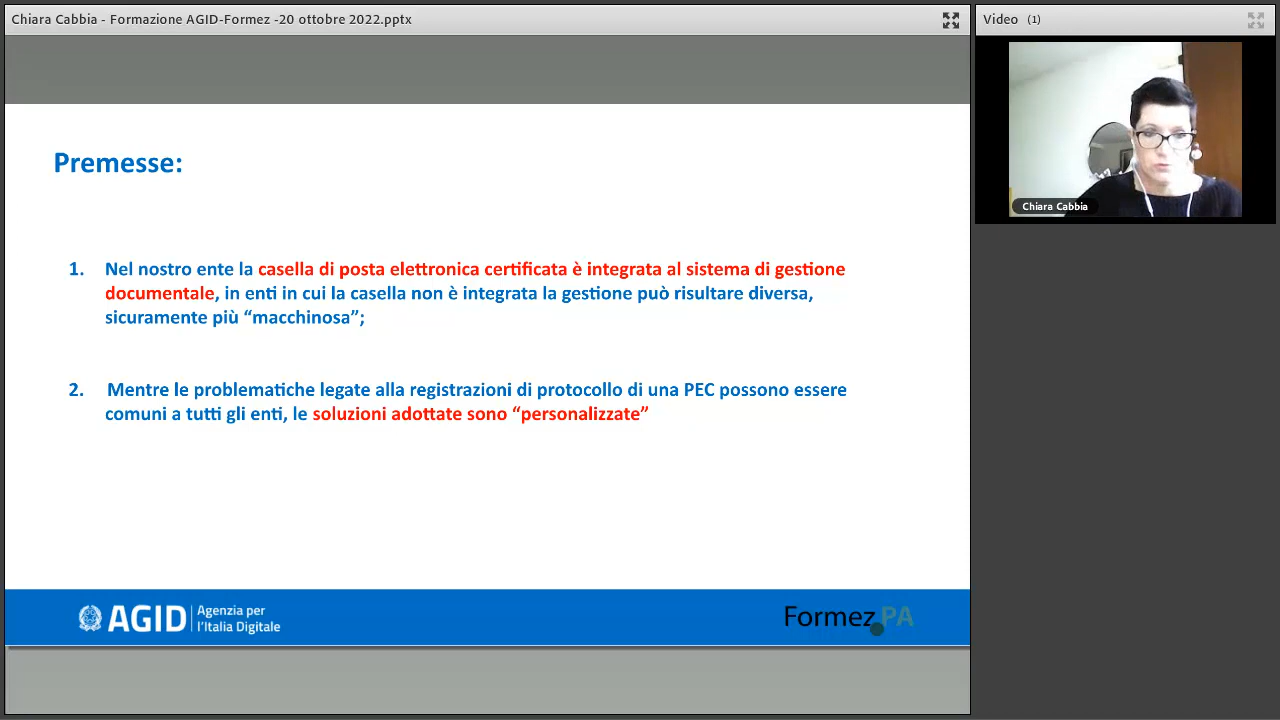 Chiara Cabbia - Formazione AGID-Formez -20 ottobre 2022.pptx
Video (1)
Chiara Cabbia
Premesse:
1. Nel nostro ente la casella di posta elettronica certificata è integrata al sistema di gestione
documentale, in enti in cui la casella non è integrata la gestione può risultare diversa,
sicuramente più “macchinosa”;
2. Mentre le problematiche legate alla registrazioni di protocollo di una PEC possono essere
comuni a tutti gli enti, le soluzioni adottate sono “personalizzate”
AGID
Agenzia per
l'Italia Digitale
Formez PA